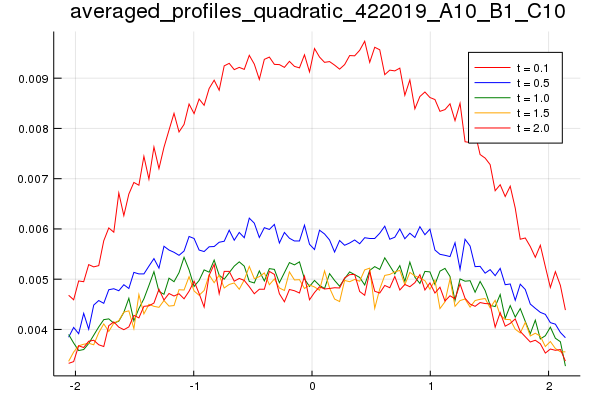 averaged_profiles_quadratic_422019_A10_B1_C10
0.009
0.008
0.007
0.006
0.005
0.004
t = 0.1
t = 0.5
t = 1.0
t = 1.5
t = 2.0
-2 -1 0 1 2